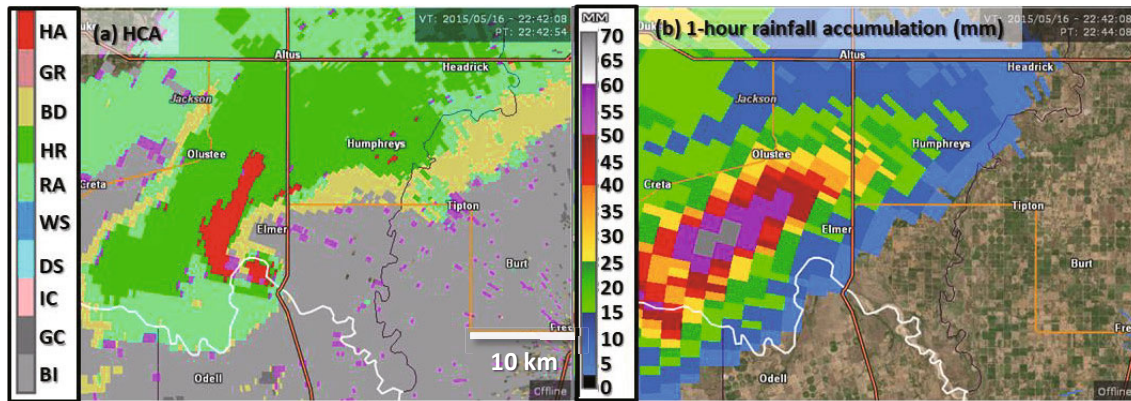 (a) HCA
VT: 2015/05/16 - 22:42:08
PT: 22:42:54
HA
GR
BD
HR
RA
WS
DS
IC
GC
BI
Altus
Headrick
Jackson
Humphreys
Olustee
Creta
Tipton
Elmer
Burt
Fre
10 km
Odell
Offline
MM
(b) 1-hour rainfall accumulation (mm)
VT: 2015/05/16 - 22:42:08
PT: 22:44:08
70
60
50
45
40
35
30
25
20
15
10
5
0
Altus
Headrick
Jackson
Humphreys
Olustee
Creta
Tipton
Elmer
Burt
Fre
Odell
Offline